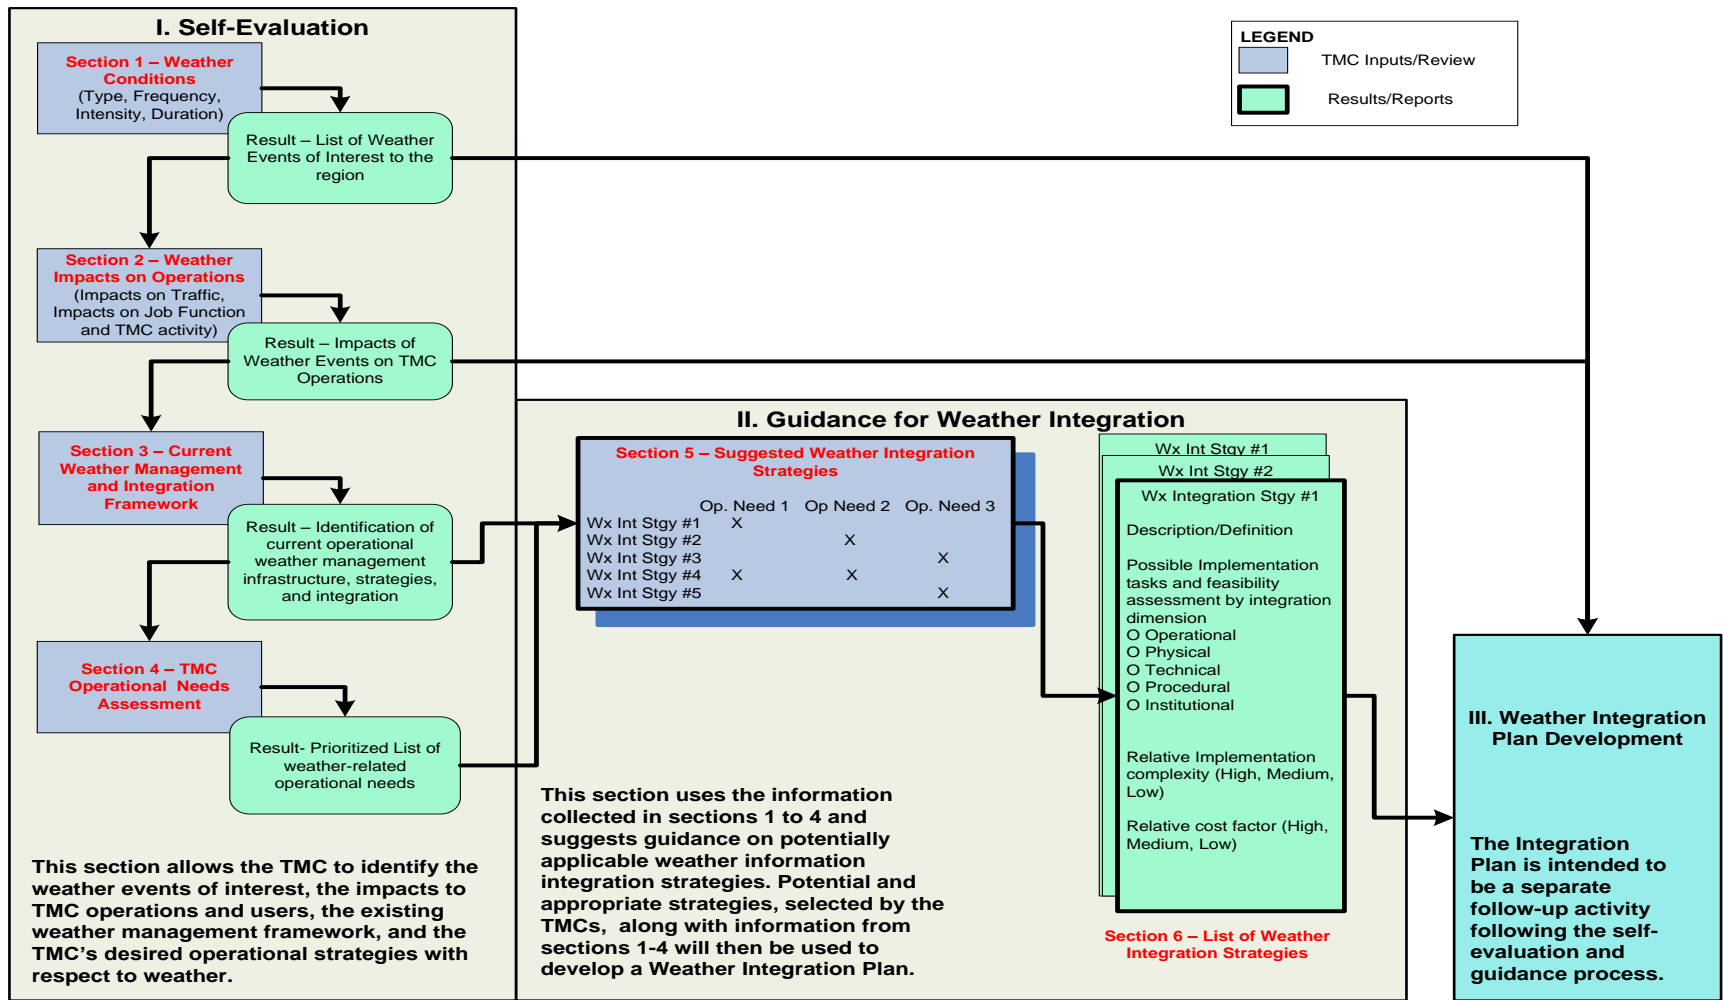 I. Self-Evaluation
Section 1 – Weather
Conditions
(Type, Frequency,
Intensity, Duration)
Result – List of Weather
Events of Interest to the
region
Section 2 – Weather
Impacts on Operations
(Impacts on Traffic,
Impacts on Job Function
and TMC activity)
Result – Impacts of
Weather Events on TMC
Operations
Section 3 – Current
Weather Management
and Integration
Framework
Result – Identification of
current operational
weather management
infrastructure, strategies,
and integration
Section 4 – TMC
Operational Needs
Assessment
Result- Prioritized List of
weather-related
operational needs
This section allows the TMC to identify the
weather events of interest, the impacts to
TMC operations and users, the existing
weather management framework, and the
TMC's desired operational strategies with
respect to weather.
LEGEND
TMC Inputs/Review
Results/Reports
II. Guidance for Weather Integration
Section 5 – Suggested Weather Integration
Strategies
Op. Need 1 Op Need 2 Op. Need 3
Wx Int Stgy #1 X
Wx Int Stgy #2 X
Wx Int Stgy #3 X
Wx Int Stgy #4 X X
Wx Int Stgy #5 X
This section uses the information
collected in sections 1 to 4 and
suggests guidance on potentially
applicable weather information
integration strategies. Potential and
appropriate strategies, selected by the
TMCs, along with information from
sections 1-4 will then be used to
develop a Weather Integration Plan.
Wx Int Stgy #1
Wx Int Stgy #2
Wx Integration Stgy #1
Description/Definition
Possible Implementation
tasks and feasibility
assessment by integration
dimension
O Operational
O Physical
O Technical
O Procedural
O Institutional
Relative Implementation
complexity (High, Medium,
Low)
Relative cost factor (High,
Medium, Low)
Section 6 – List of Weather
Integration Strategies
III. Weather Integration
Plan Development
The Integration
Plan is intended to
be a separate
follow-up activity
following the self-
evaluation and
guidance process.